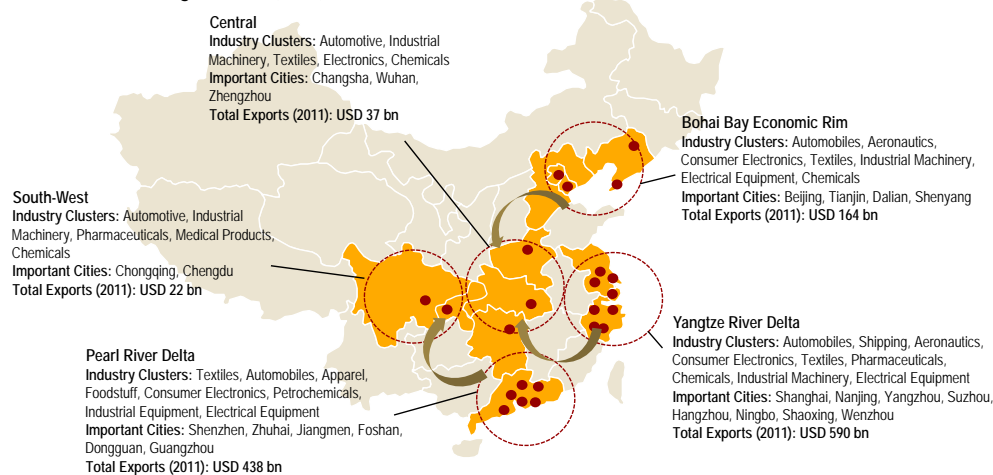 Central
Industry Clusters: Automotive, Industrial
Machinery, Textiles, Electronics, Chemicals
Important Cities: Changsha, Wuhan,
Zhengzhou
Total Exports (2011): USD 37 bn
Bohai Bay Economic Rim
Industry Clusters: Automobiles, Aeronautics,
Consumer Electronics, Textiles, Industrial Machinery,
Electrical Equipment, Chemicals
Important Cities: Beijing, Tianjin, Dalian, Shenyang
Total Exports (2011): USD 164 bn
South-West
Industry Clusters: Automotive, Industrial
Machinery, Pharmaceuticals, Medical Products,
Chemicals
Important Cities: Chongqing, Chengdu
Total Exports (2011): USD 22 bn
Yangtze River Delta
Industry Clusters: Automobiles, Shipping, Aeronautics,
Consumer Electronics, Textiles, Pharmaceuticals,
Chemicals, Industrial Machinery, Electrical Equipment
Important Cities: Shanghai, Nanjing, Yangzhou, Suzhou,
Hangzhou, Ningbo, Shaoxing, Wenzhou
Total Exports (2011): USD 590 bn
Pearl River Delta
Industry Clusters: Textiles, Automobiles, Apparel,
Foodstuff, Consumer Electronics, Petrochemicals,
Industrial Equipment, Electrical Equipment
Important Cities: Shenzhen, Zhuhai, Jiangmen, Foshan,
Dongguan, Guangzhou
Total Exports (2011): USD 438 bn